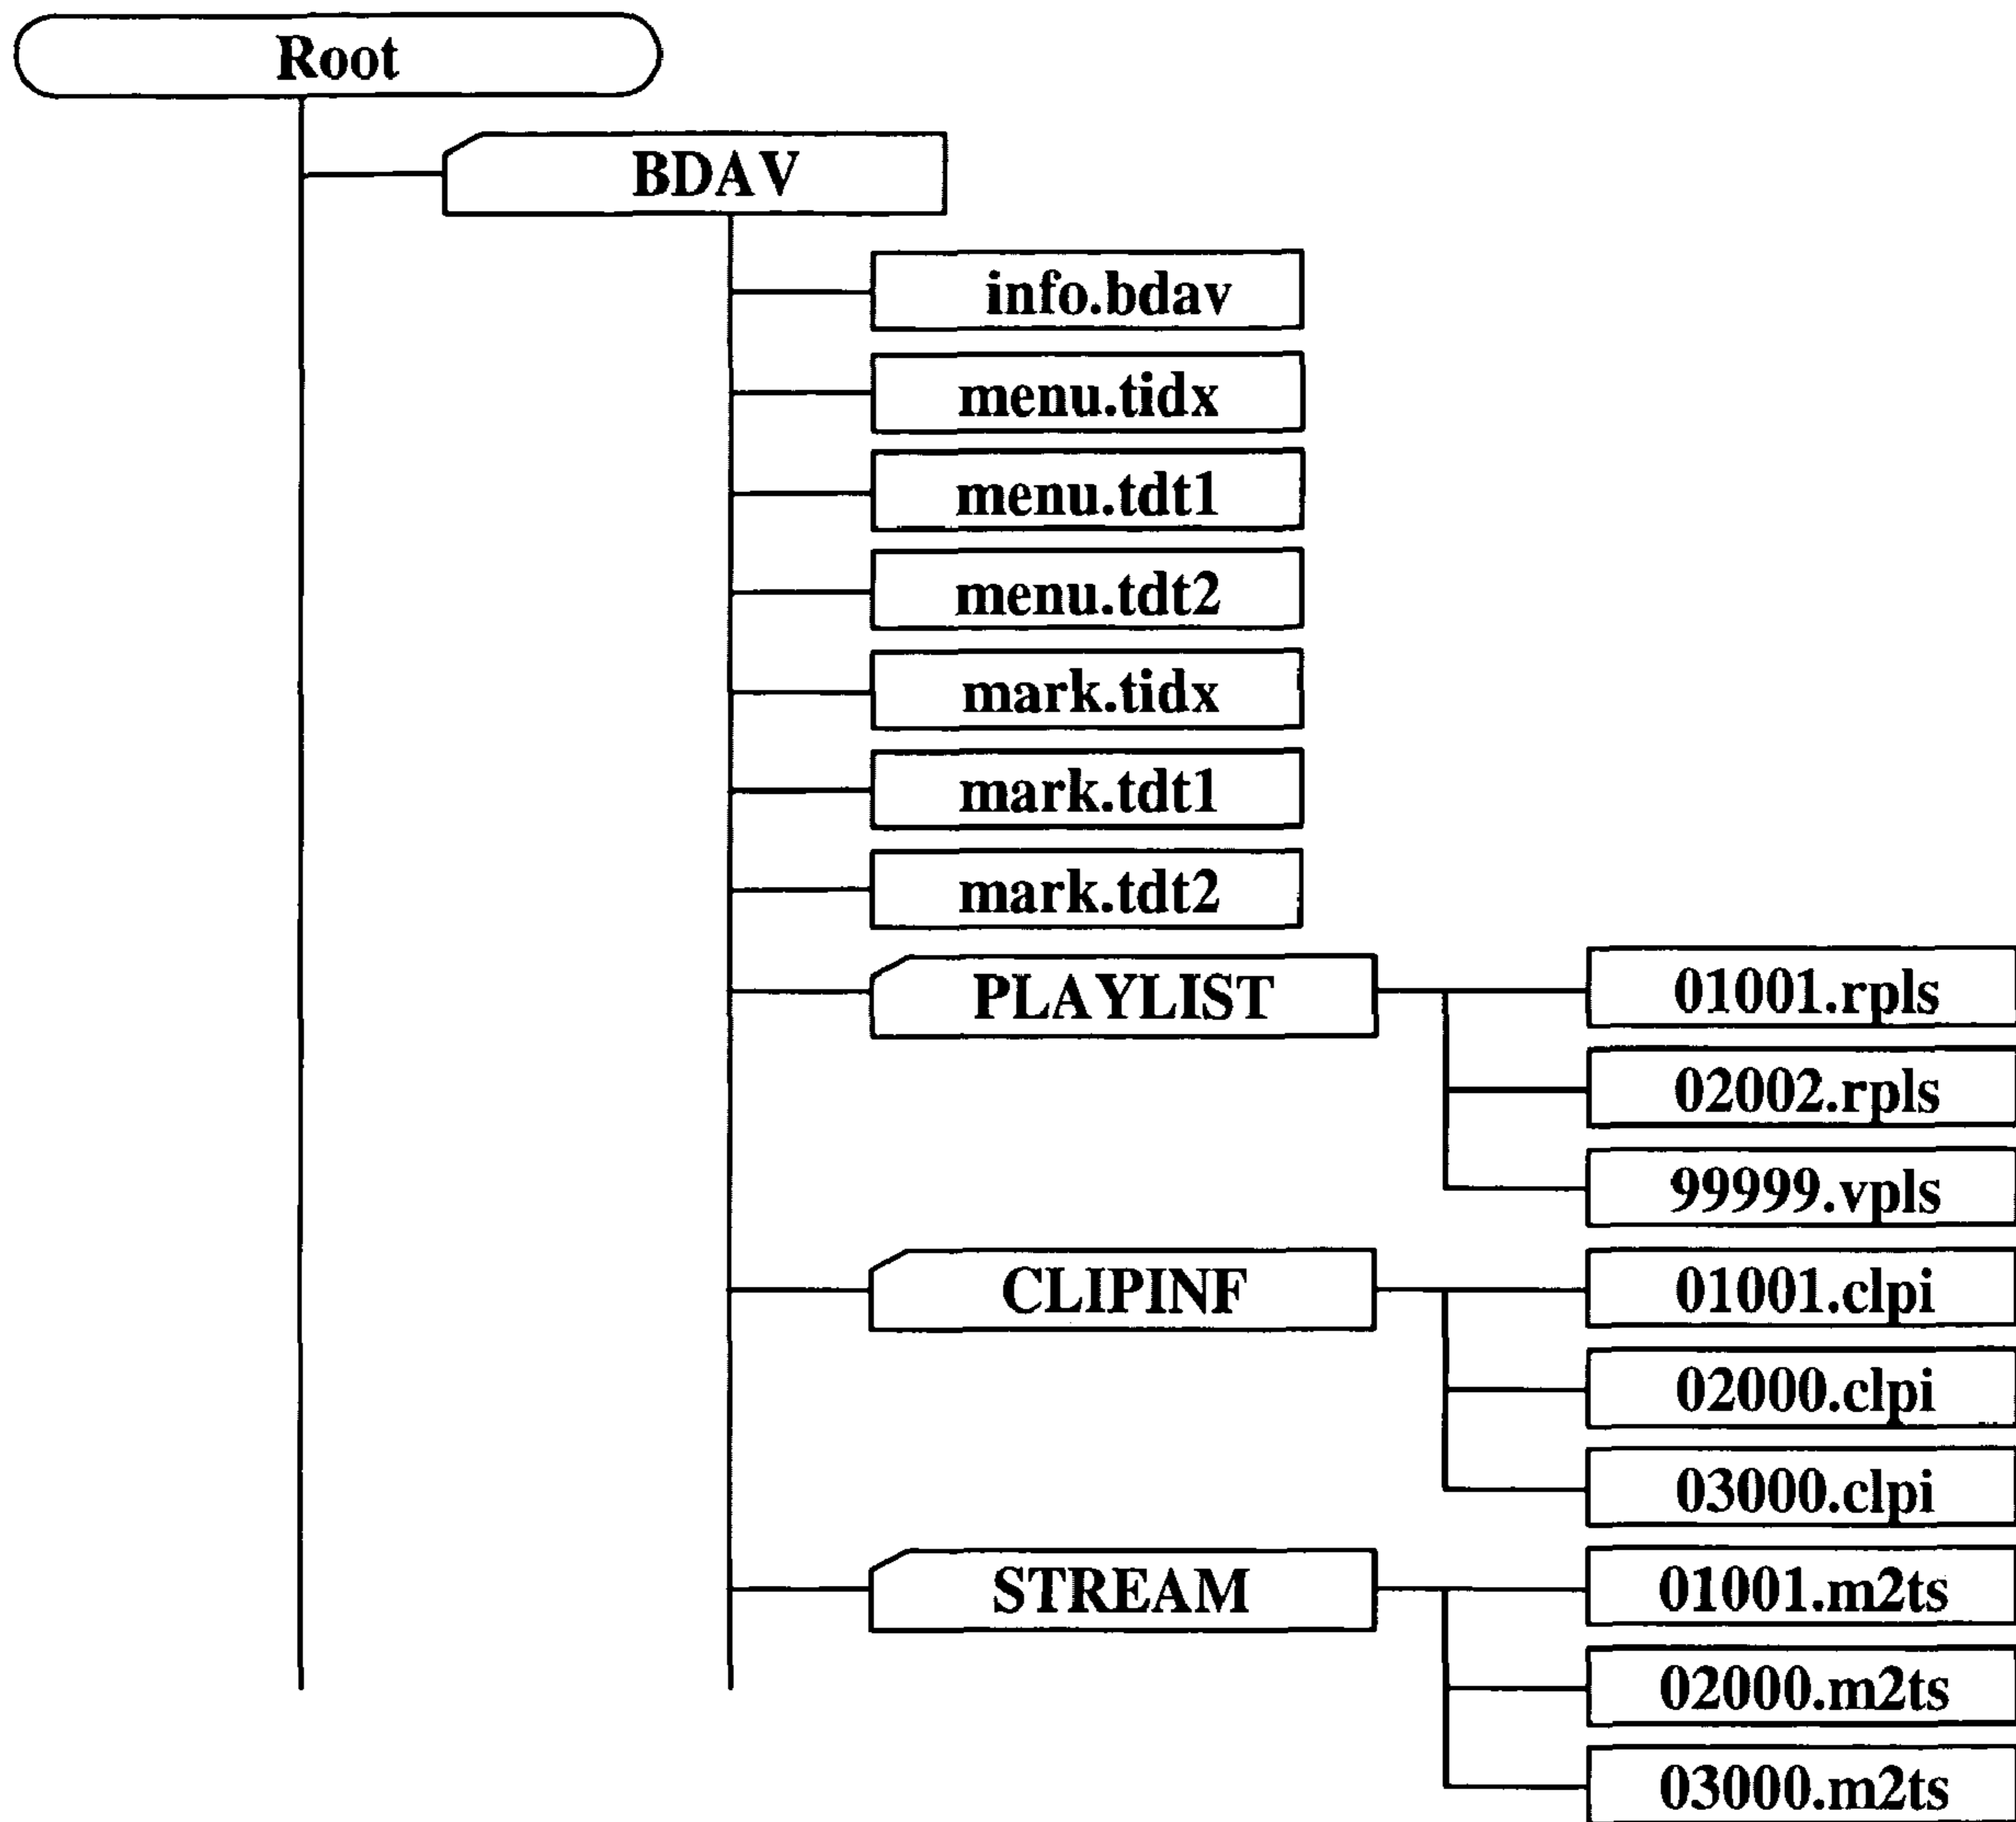 Root
BDAV
info.bdav
menu.tidx
menu.tdt1
menu.tdt2
mark.tidx
mark.tdt1
mark.tdt2
PLAYLIST
01001.rpls
02002.rpls
99999.vpls
CLIPINF
01001.clpi
02000.clpi
03000.clpi
STREAM
01001.m2ts
02000.m2ts
03000.m2ts